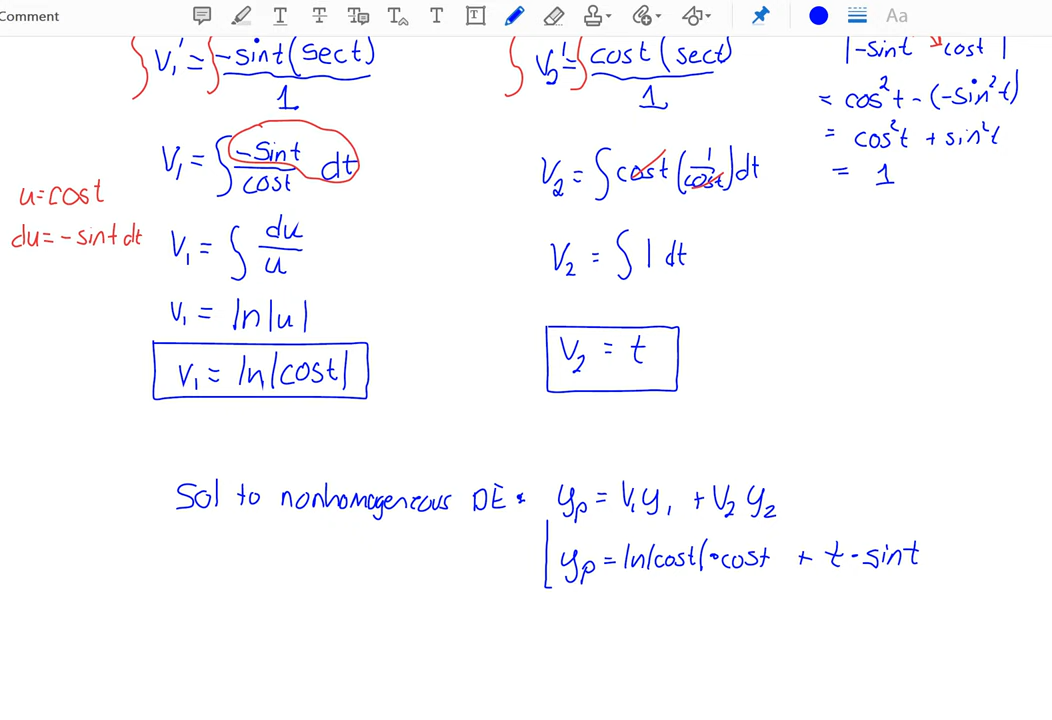 Comment
Aa
∫ V₁' = ∫ -sint(sect) / 1
∫ V₂' = ∫ cost(sect) / 1
|-sint cost|
= cos²t - (-sin²t)
= cos²t + sin²t
= 1
V₁ = ∫ -sint / cost dt
u = cost
du = -sint dt
V₁ = ∫ du / u
V₁ = ln|u|
V₁ = ln|cost|
V₂ = ∫ cost (1 / cost) dt
V₂ = ∫ 1 dt
V₂ = t
Sol to nonhomogeneous DE: yp = V₁y₁ + V₂y₂
yp = ln|cost|·cost + t·sint